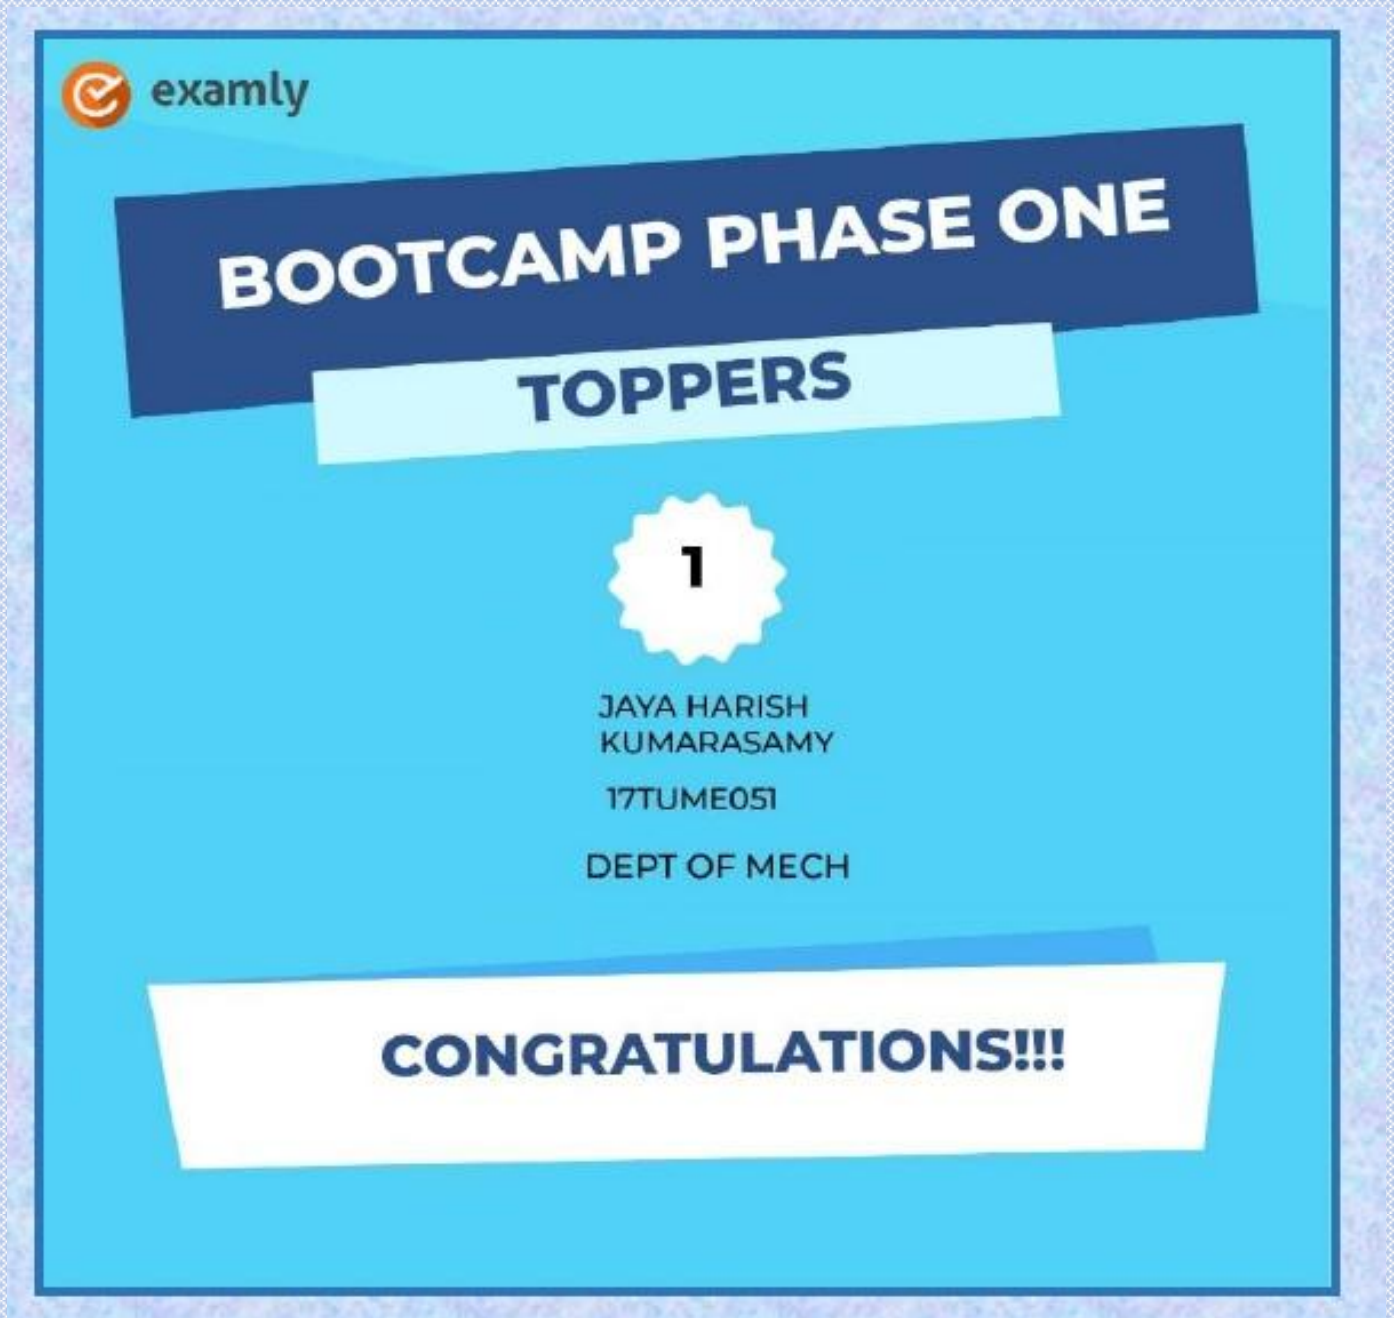 examly
BOOTCAMP PHASE ONE
TOPPERS
1
JAYA HARISH
KUMARASAMY
17TUME051
DEPT OF MECH
CONGRATULATIONS!!!